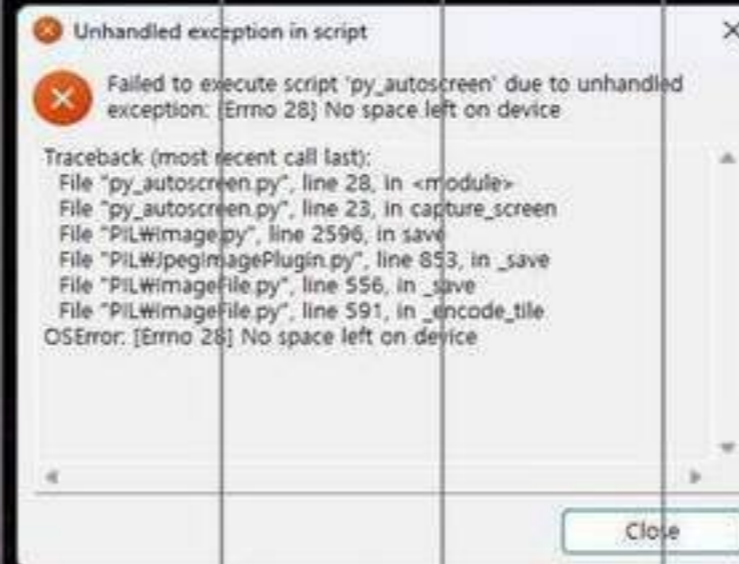 Unhandled exception in script
Failed to execute script 'py_autoscreen' due to unhandled
exception: [Errno 28] No space left on device
Traceback (most recent call last):
File "py_autoscreen.py", line 28, in <module>
File "py_autoscreen.py", line 23, in capture_screen
File "PIL₩Image.py", line 2596, in save
File "PIL₩JpegImagePlugin.py", line 853, in _save
File "PIL₩ImageFile.py", line 556, in _save
File "PIL₩ImageFile.py", line 591, in _encode_tile
OSError: [Errno 28] No space left on device
Close